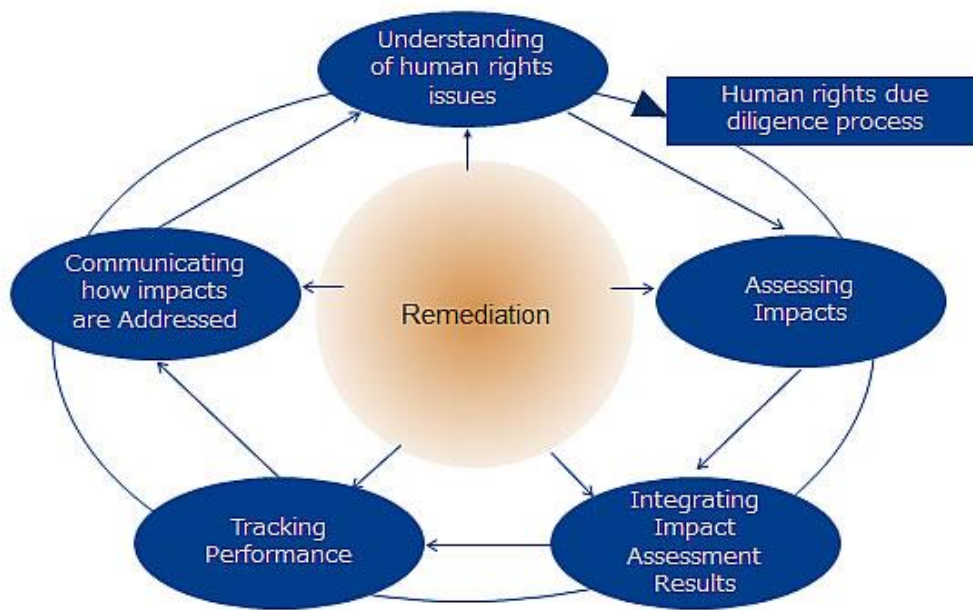 Understanding
of human rights
issues
Human rights due
diligence process
Communicating
how impacts
are Addressed
Remediation
Assessing
Impacts
Tracking
Performance
Integrating
Impact
Assessment
Results